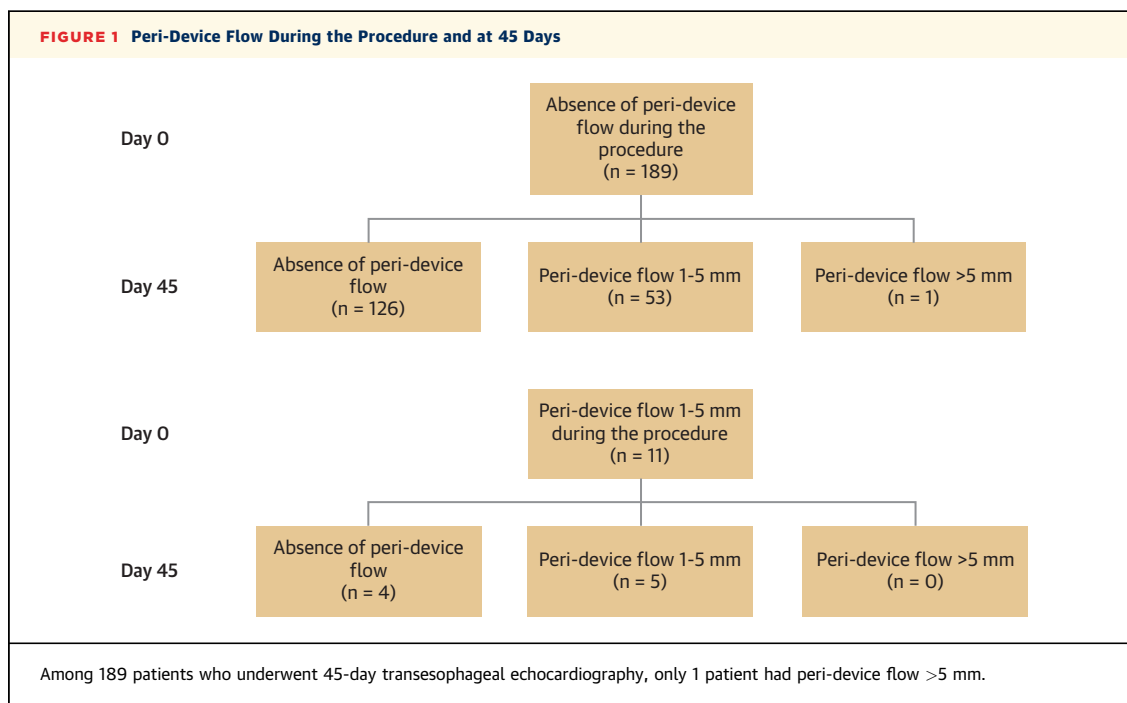 FIGURE 1 Peri-Device Flow During the Procedure and at 45 Days
Day 0
Absence of peri-device
flow during the
procedure
(n = 189)
Day 45
Absence of peri-device
flow
(n = 126)
Peri-device flow 1-5 mm
(n = 53)
Peri-device flow >5 mm
(n = 1)
Day 0
Peri-device flow 1-5 mm
during the procedure
(n = 11)
Day 45
Absence of peri-device
flow
(n = 4)
Peri-device flow 1-5 mm
(n = 5)
Peri-device flow >5 mm
(n = 0)
Among 189 patients who underwent 45-day transesophageal echocardiography, only 1 patient had peri-device flow >5 mm.